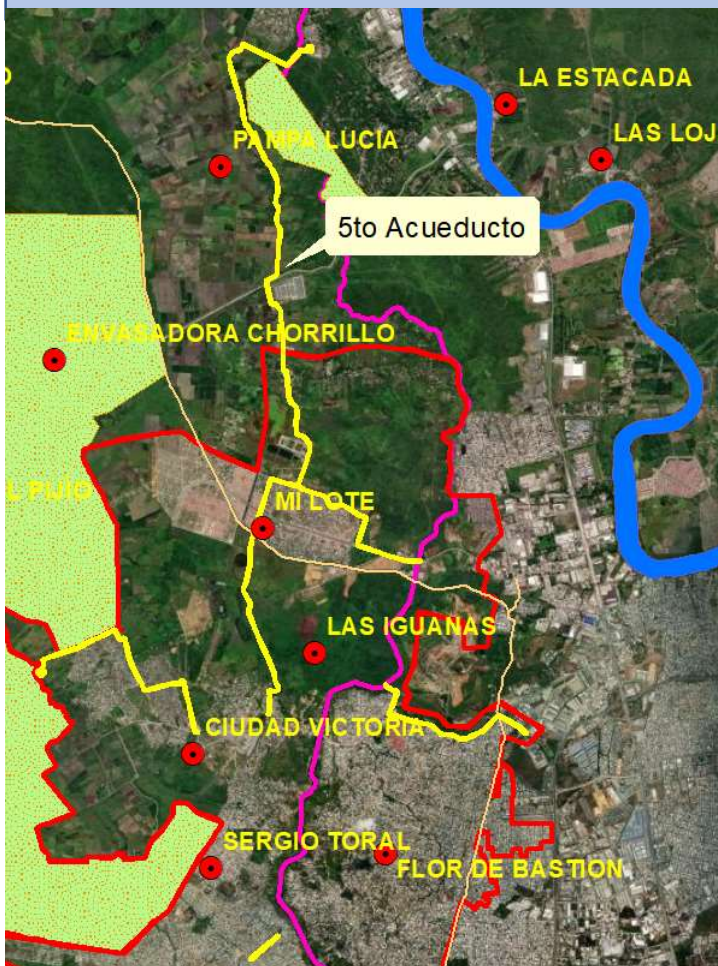 LA ESTACADA
LAS LOJ
PAMPA LUCIA
5to Acueducto
ENVASADORA CHORRILLO
L PIJÍO
MI LOTE
LAS IGUANAS
CIUDAD VICTORIA
SERGIO TORAL
FLOR DE BASTION